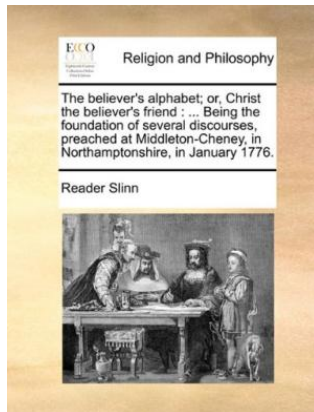 ECCO
Religion and Philosophy
The believer's alphabet; or, Christ
the believer's friend : ... Being the
foundation of several discourses,
preached at Middleton-Cheney, in
Northamptonshire, in January 1776.
Reader Slinn